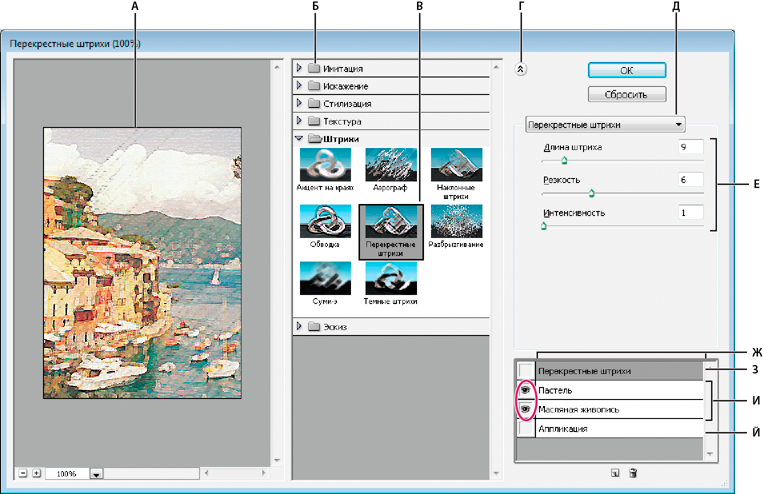 А
Б
В
Г
Д
Перекрестные штрихи (100%)
Имитация
Искажение
Стилизация
Текстура
Штрихи
Акцент на краях
Аэрограф
Наклонные штрихи
Обводка
Перекрестные штрихи
Разбрызгивание
Суми-э
Темные штрихи
Эскиз
100%
OK
Сбросить
Перекрестные штрихи
Длина штриха 9
Резкость 6
Интенсивность 1
Е
Ж
Перекрестные штрихи
З
Пастель
И
Масляная живопись
Аппликация
Й